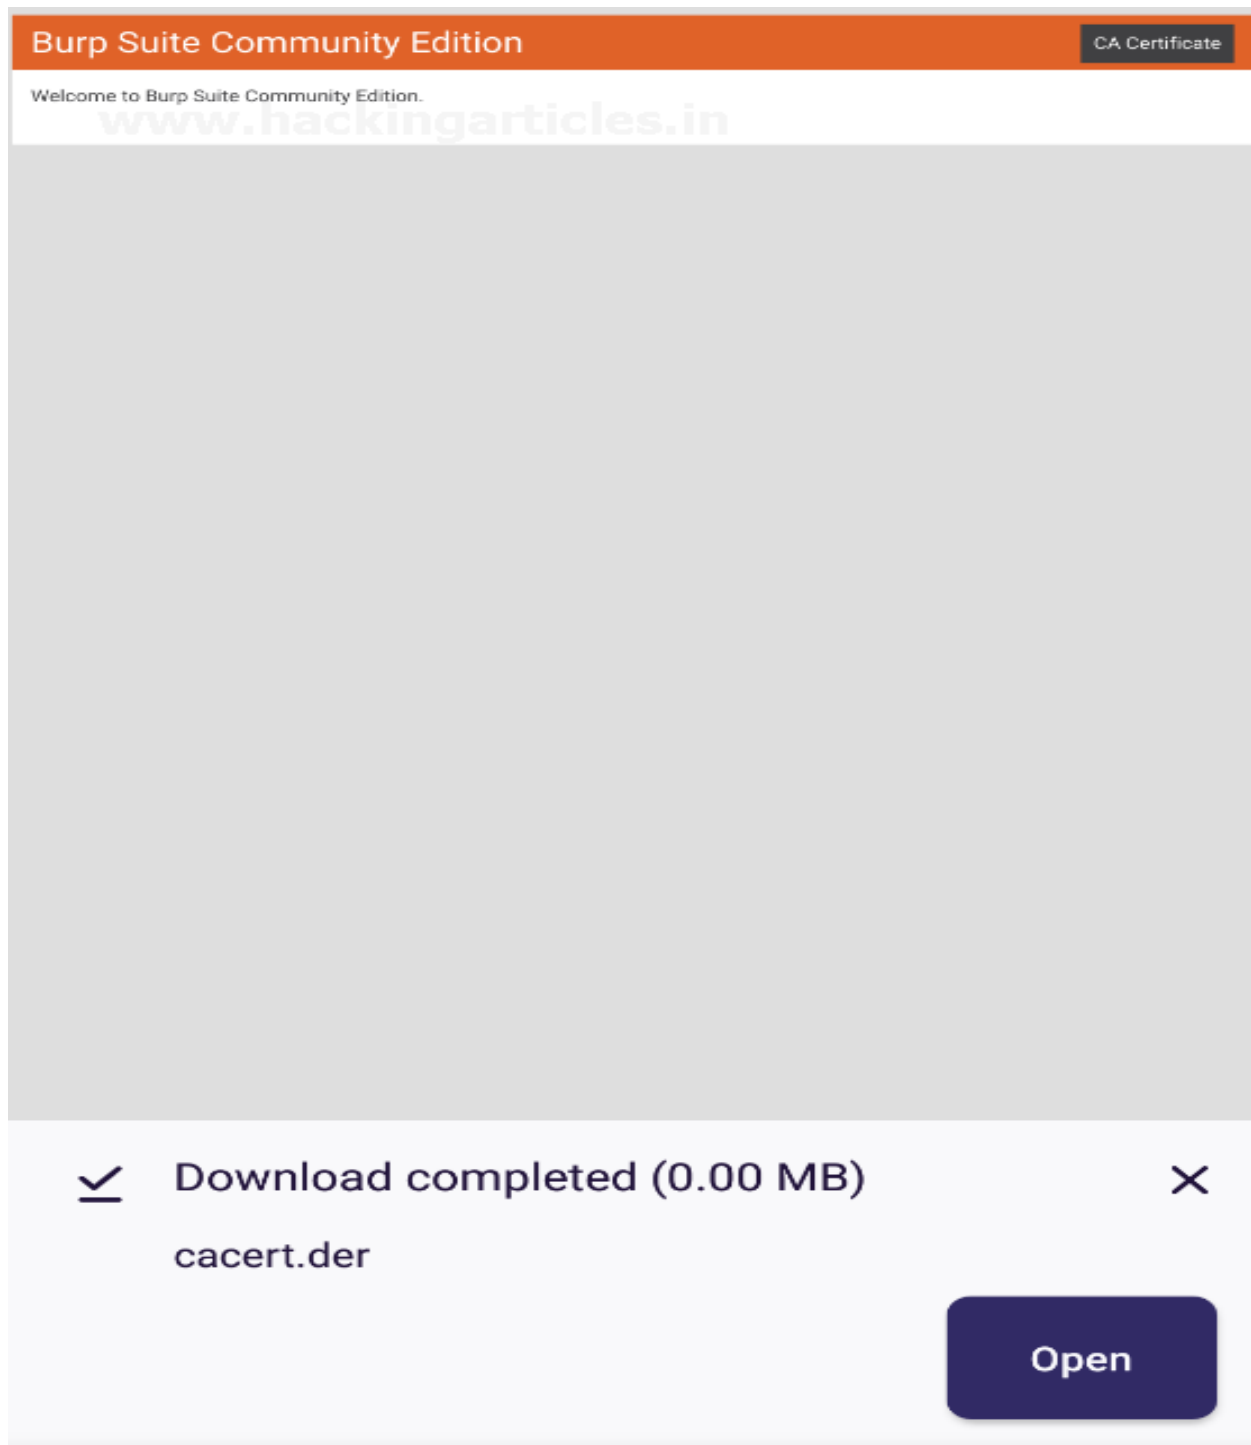 Burp Suite Community Edition
CA Certificate
Welcome to Burp Suite Community Edition.
www.hackingarticles.in
Download completed (0.00 MB)
cacert.der
Open